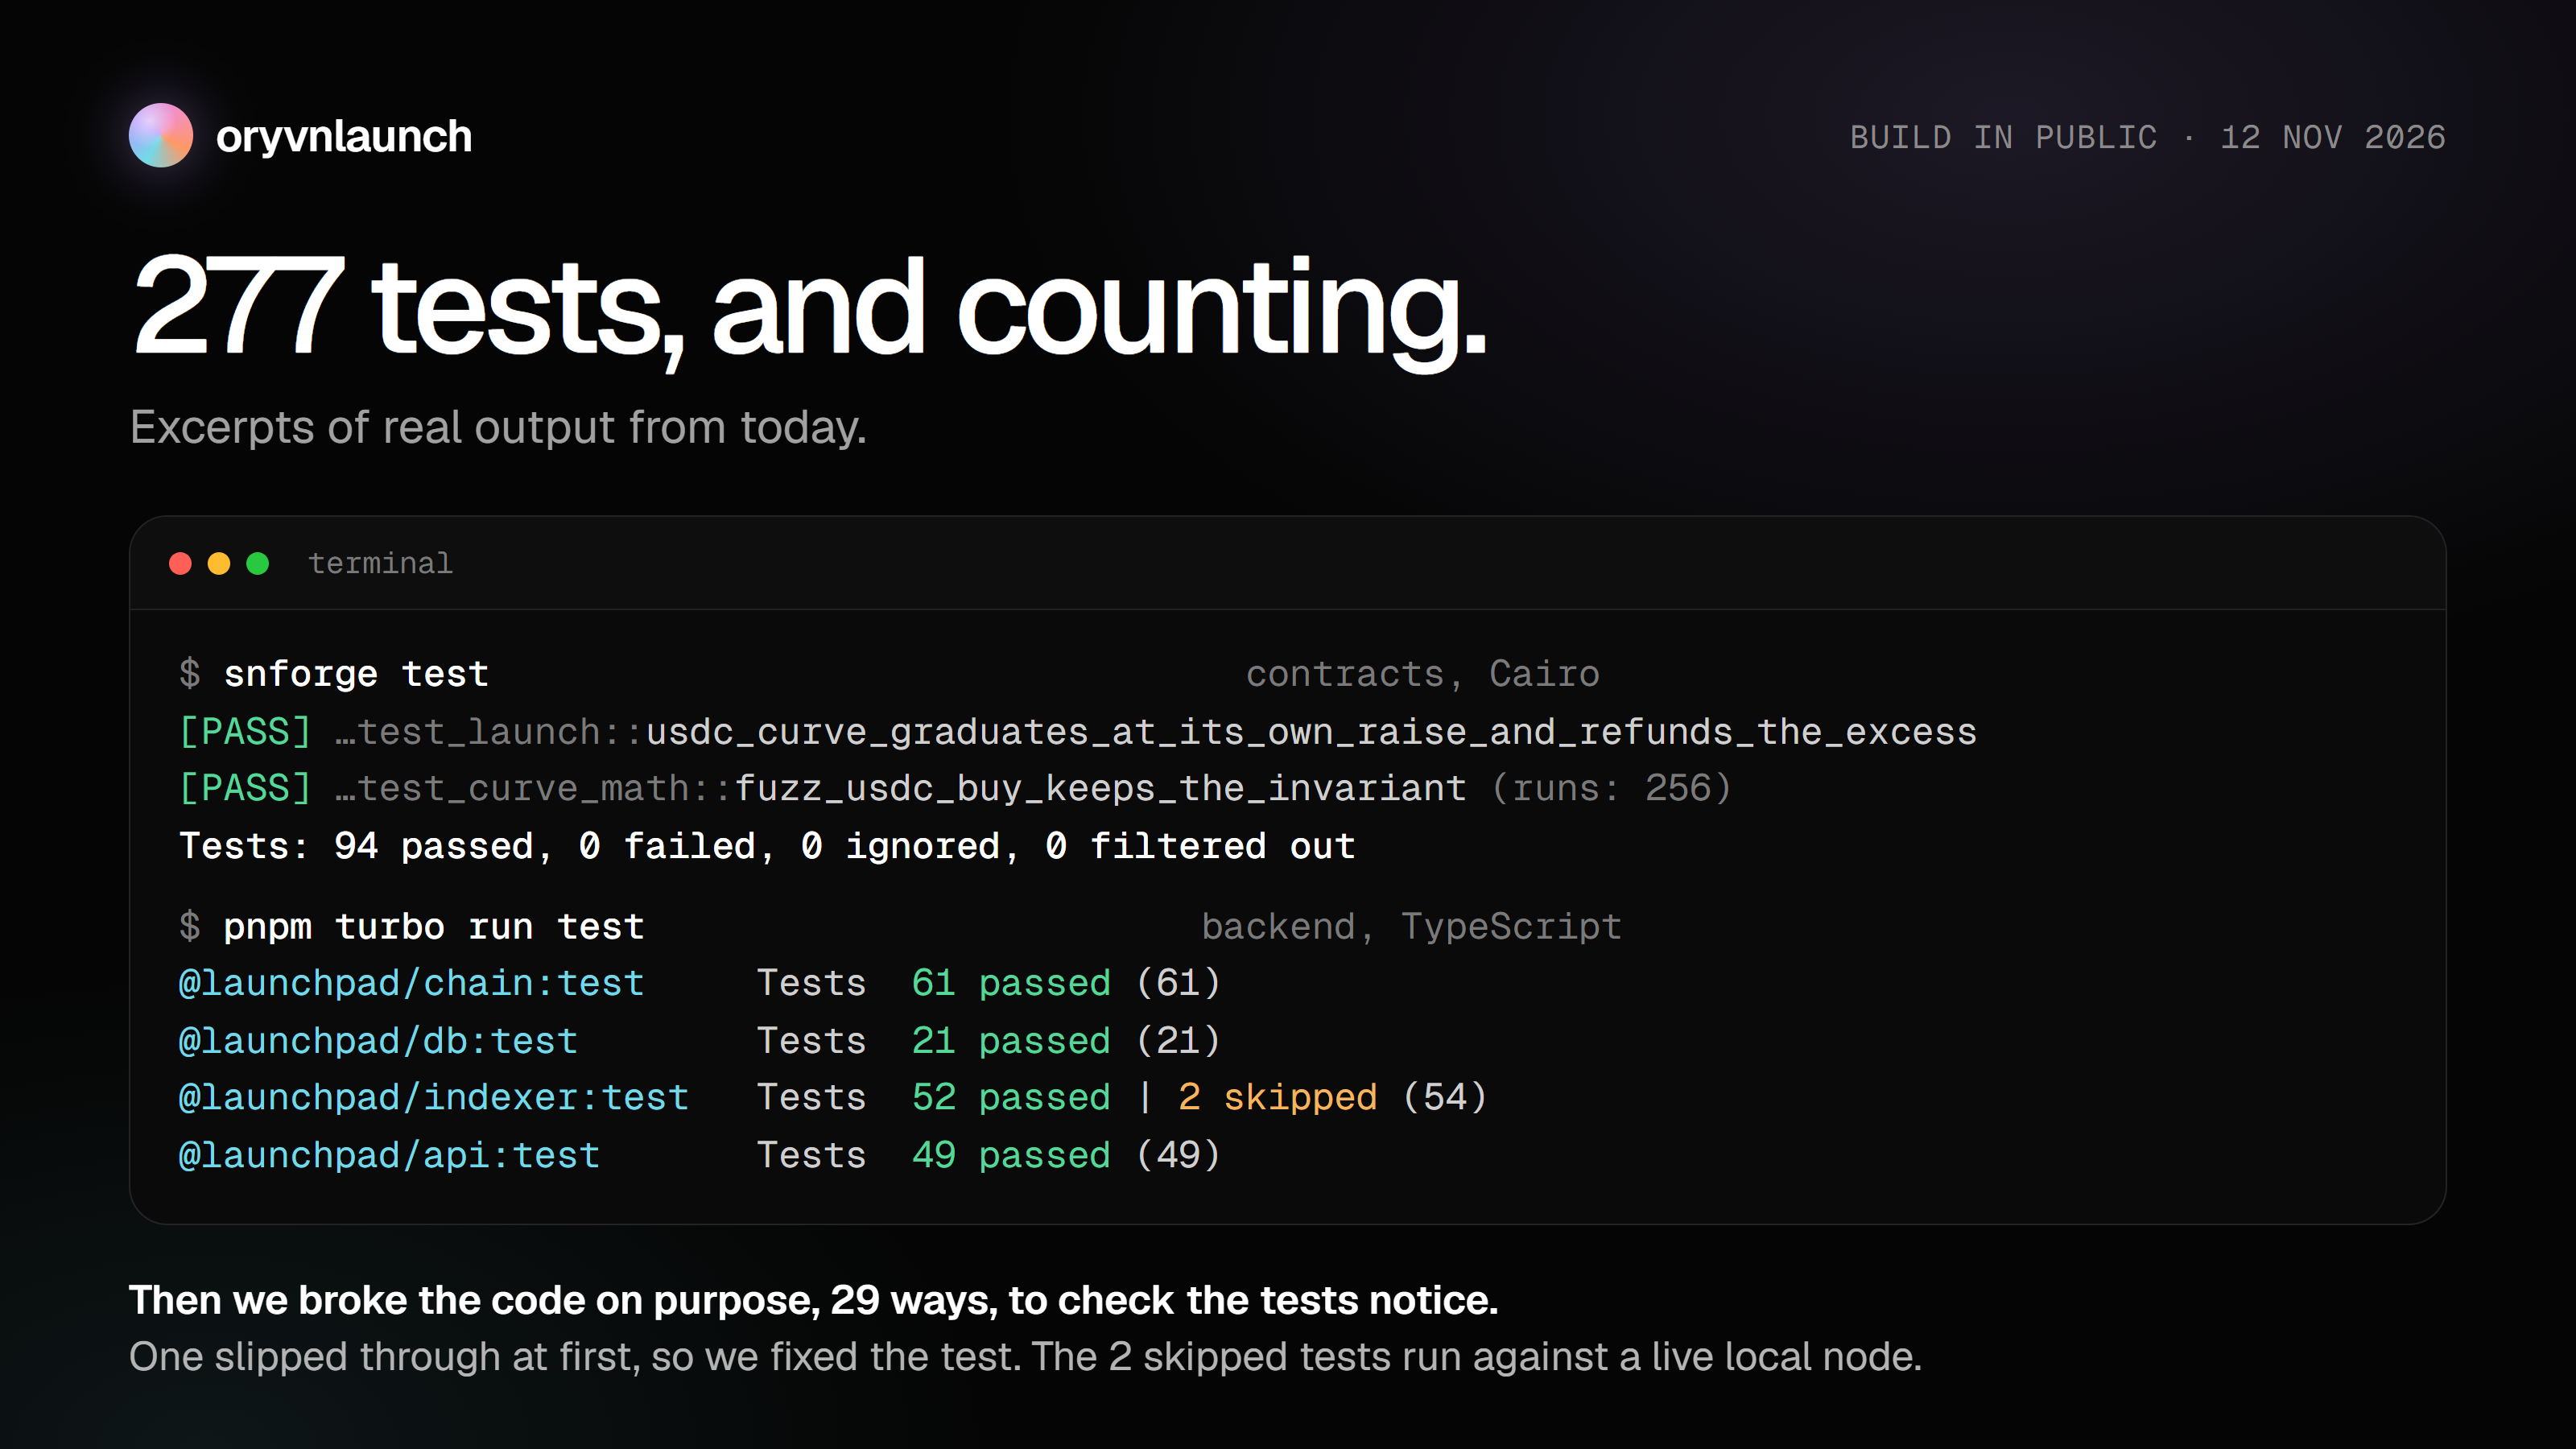 oryvnlaunch
BUILD IN PUBLIC · 12 NOV 2026
277 tests, and counting.
Excerpts of real output from today.
terminal
$ snforge test contracts, Cairo
[PASS] …test_launch::usdc_curve_graduates_at_its_own_raise_and_refunds_the_excess
[PASS] …test_curve_math::fuzz_usdc_buy_keeps_the_invariant (runs: 256)
Tests: 94 passed, 0 failed, 0 ignored, 0 filtered out
$ pnpm turbo run test backend, TypeScript
@launchpad/chain:test Tests 61 passed (61)
@launchpad/db:test Tests 21 passed (21)
@launchpad/indexer:test Tests 52 passed | 2 skipped (54)
@launchpad/api:test Tests 49 passed (49)
Then we broke the code on purpose, 29 ways, to check the tests notice.
One slipped through at first, so we fixed the test. The 2 skipped tests run against a live local node.